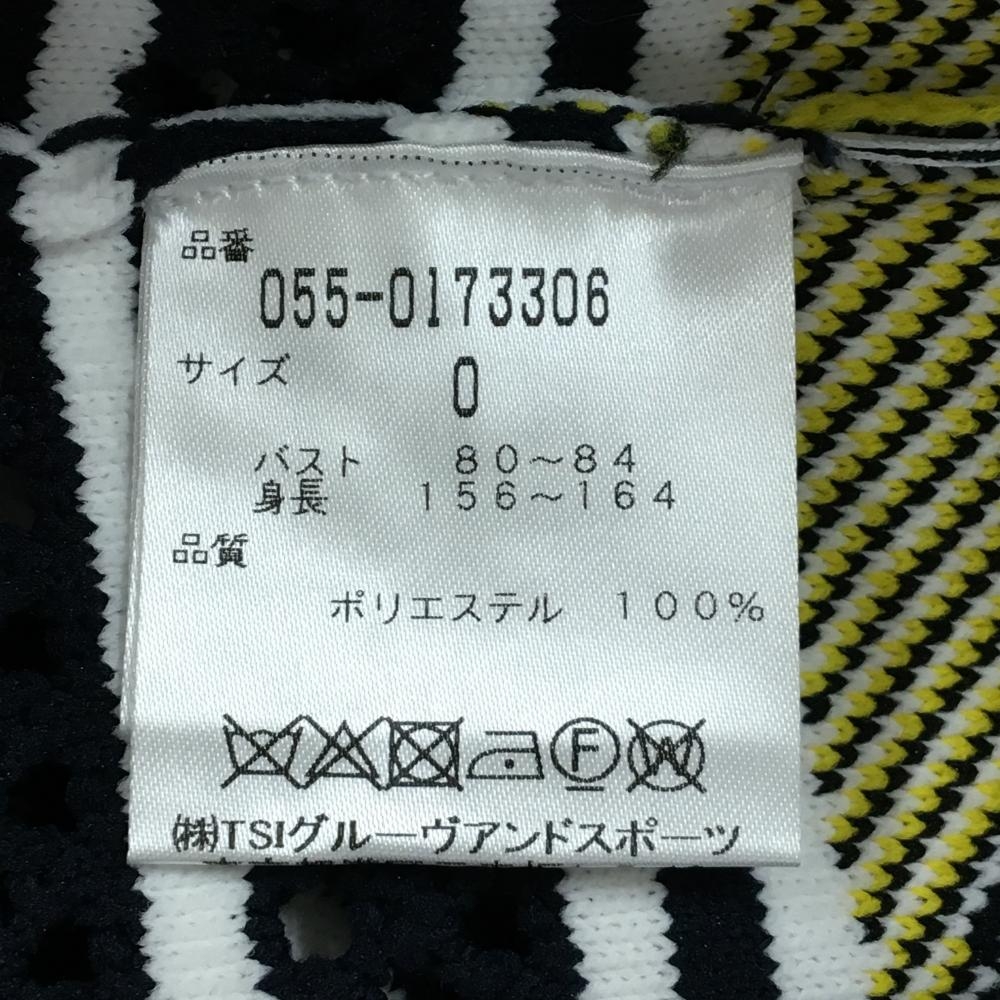 品番
055-0173306
サイズ 0
バスト 80~84
身長 156~164
品質
ポリエステル 100%
F W
㈱TSIグルーヴアンドスポーツ